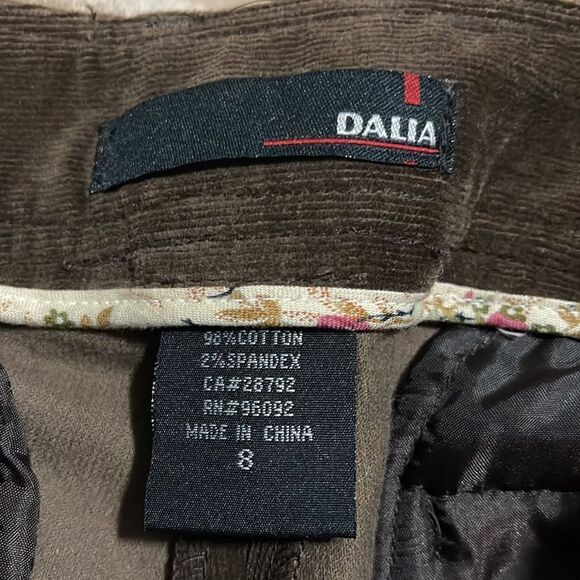 DALIA
98%COTTON
2%SPANDEX
CA#28792
RN#96092
MADE IN CHINA
8